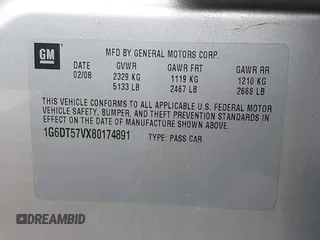 GM
MFD BY GENERAL MOTORS CORP.
DATE GVWR GAWR FRT GAWR RR
02/08 2329 KG 1119 KG 1210 KG
5133 LB 2467 LB 2668 LB
THIS VEHICLE CONFORMS TO ALL APPLICABLE U.S. FEDERAL MOTOR
VEHICLE SAFETY, BUMPER, AND THEFT PREVENTION STANDARDS IN
EFFECT ON THE DATE OF MANUFACTURE SHOWN ABOVE.
1G6DT57VX80174891 TYPE: PASS CAR
DREAMBID